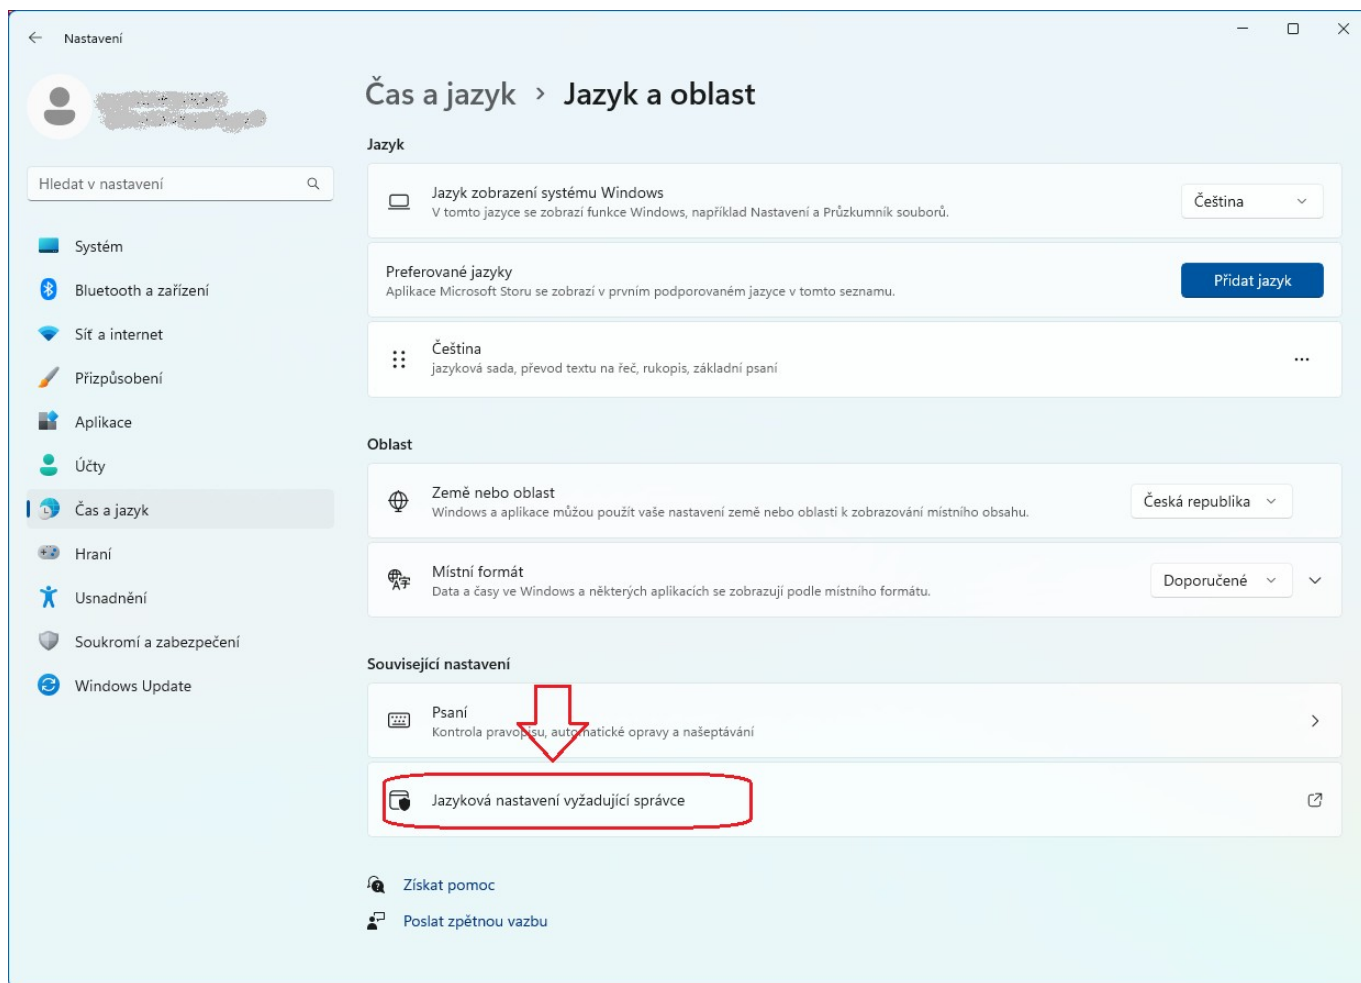 Nastavení
Hledat v nastavení
Systém
Bluetooth a zařízení
Síť a internet
Přizpůsobení
Aplikace
Účty
Čas a jazyk
Hraní
Usnadnění
Soukromí a zabezpečení
Windows Update
Čas a jazyk › Jazyk a oblast
Jazyk
Jazyk zobrazení systému Windows
V tomto jazyce se zobrazí funkce Windows, například Nastavení a Průzkumník souborů.
Čeština
Preferované jazyky
Aplikace Microsoft Storu se zobrazí v prvním podporovaném jazyce v tomto seznamu.
Přidat jazyk
Čeština
jazyková sada, převod textu na řeč, rukopis, základní psaní
Oblast
Země nebo oblast
Windows a aplikace můžou použít vaše nastavení země nebo oblasti k zobrazování místního obsahu.
Česká republika
Místní formát
Data a časy ve Windows a některých aplikacích se zobrazují podle místního formátu.
Doporučené
Související nastavení
Psaní
Kontrola pravopisu, automatické opravy a našeptávání
Jazyková nastavení vyžadující správce
Získat pomoc
Poslat zpětnou vazbu